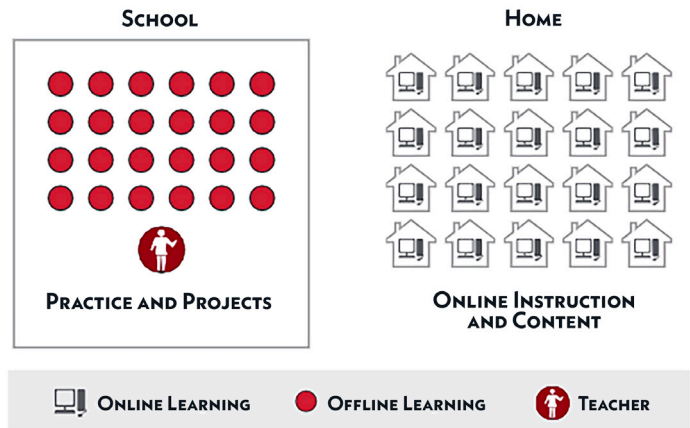 SCHOOL
HOME
PRACTICE AND PROJECTS
ONLINE INSTRUCTION
AND CONTENT
ONLINE LEARNING
OFFLINE LEARNING
TEACHER